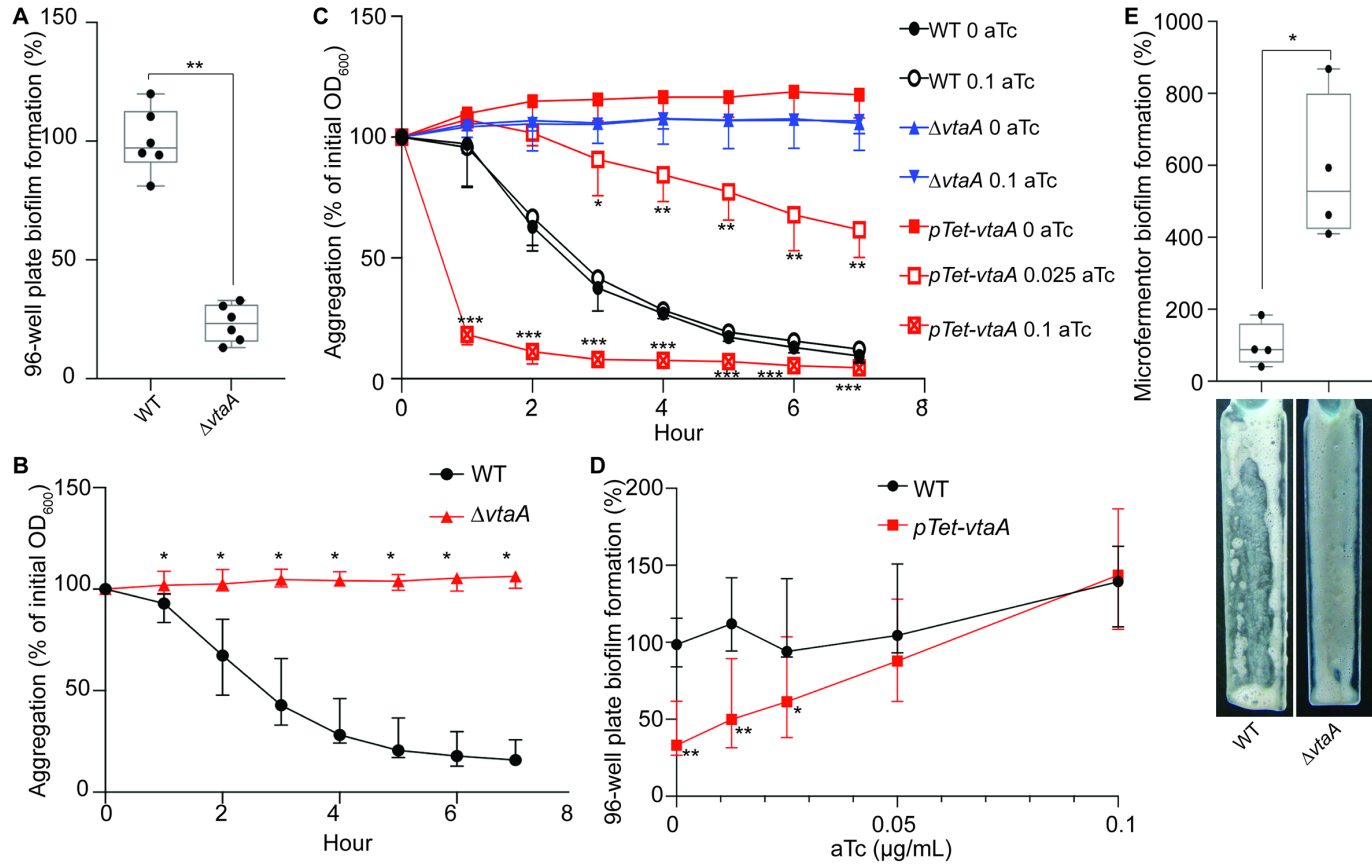 A
96-well plate biofilm formation (%)
150
100
50
0
**
WT
ΔvtaA
B
Aggregation (% of initial OD600)
150
100
50
0
WT
ΔvtaA
* * * * * * *
0 2 4 6 8
Hour
C
Aggregation (% of initial OD600)
150
100
50
0
WT 0 aTc
WT 0.1 aTc
ΔvtaA 0 aTc
ΔvtaA 0.1 aTc
pTet-vtaA 0 aTc
pTet-vtaA 0.025 aTc
pTet-vtaA 0.1 aTc
* ** ** ** **
*** *** *** *** *** *** ***
0 2 4 6 8
Hour
D
96-well plate biofilm formation (%)
200
150
100
50
0
WT
pTet-vtaA
** ** *
0 0.05 0.1
aTc (µg/mL)
E
Microfermentor biofilm formation (%)
1000
800
600
400
200
0
*
WT
ΔvtaA